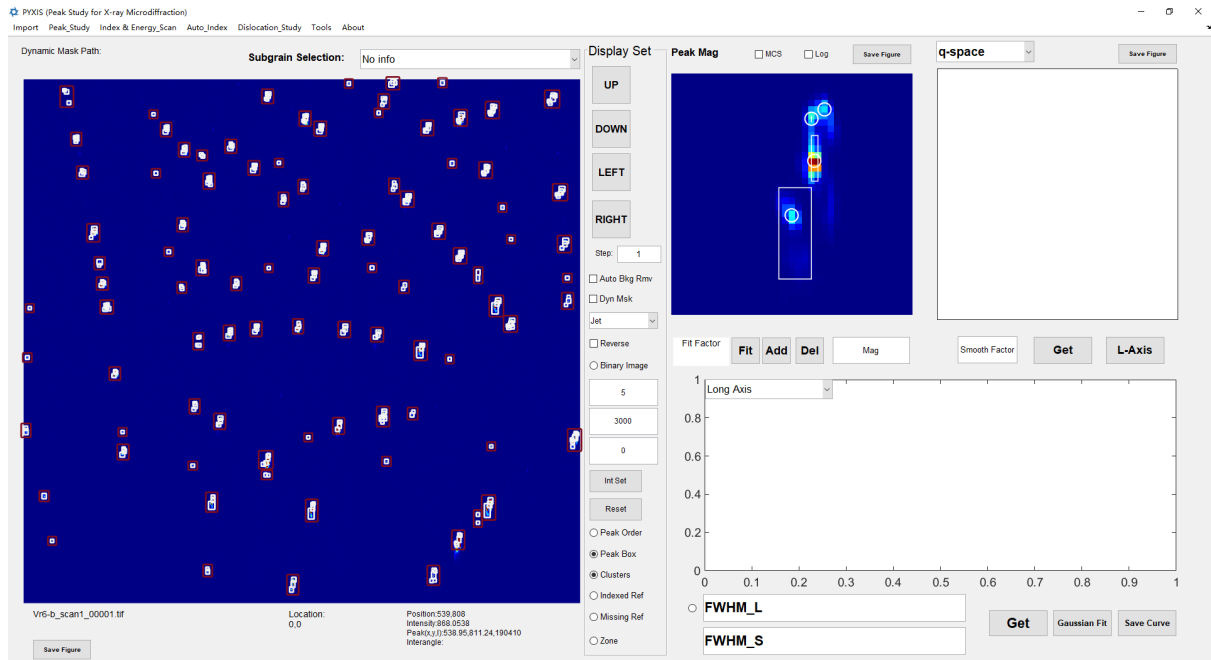 PYXIS (Peak Study for X-ray Microdiffraction)
Import Peak_Study Index & Energy_Scan Auto_Index Dislocation_Study Tools About
Dynamic Mask Path:
Subgrain Selection:
No info
Display Set
UP
DOWN
LEFT
RIGHT
Step:
1
Auto Bkg Rmv
Dyn Msk
Jet
Reverse
Binary Image
5
3000
0
Int Set
Reset
Peak Order
Peak Box
Clusters
Indexed Ref
Missing Ref
Zone
Vr6-b_scan1_00001.tif
Location:
0,0
Position:539,808
Intensity:868.0538
Peak(x,y,I):538.95,811.24,190410
Interangle:
Save Figure
Peak Mag
MCS
Log
Save Figure
q-space
Save Figure
Fit Factor
Fit
Add
Del
Mag
Smooth Factor
Get
L-Axis
Long Axis
1
0.8
0.6
0.4
0.2
0
0 0.1 0.2 0.3 0.4 0.5 0.6 0.7 0.8 0.9 1
FWHM_L
FWHM_S
Get
Gaussian Fit
Save Curve